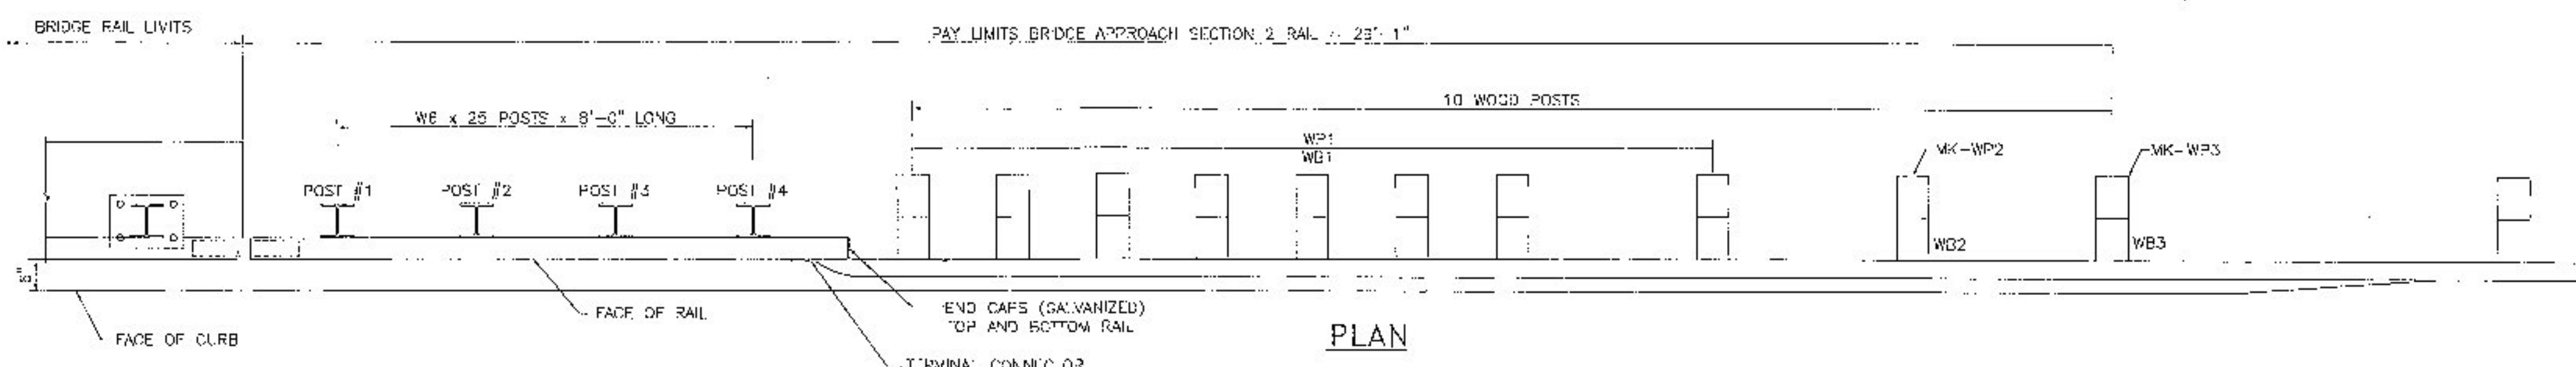 BRIDGE RAIL LIMITS
PAY LIMITS BRIDGE APPROACH SECTION 2 RAIL
10 WOOD POSTS
W6 x 25 POSTS x 8'-0" LONG
WP1
WB1
MK-WP2
MK-WP3
POST #1
POST #2
POST #3
POST #4
WB2
WB3
END CAPS (GALVANIZED)
TOP AND BOTTOM RAIL
FACE OF RAIL
PLAN
FACE OF CURB
TERMINAL CONNECTOR